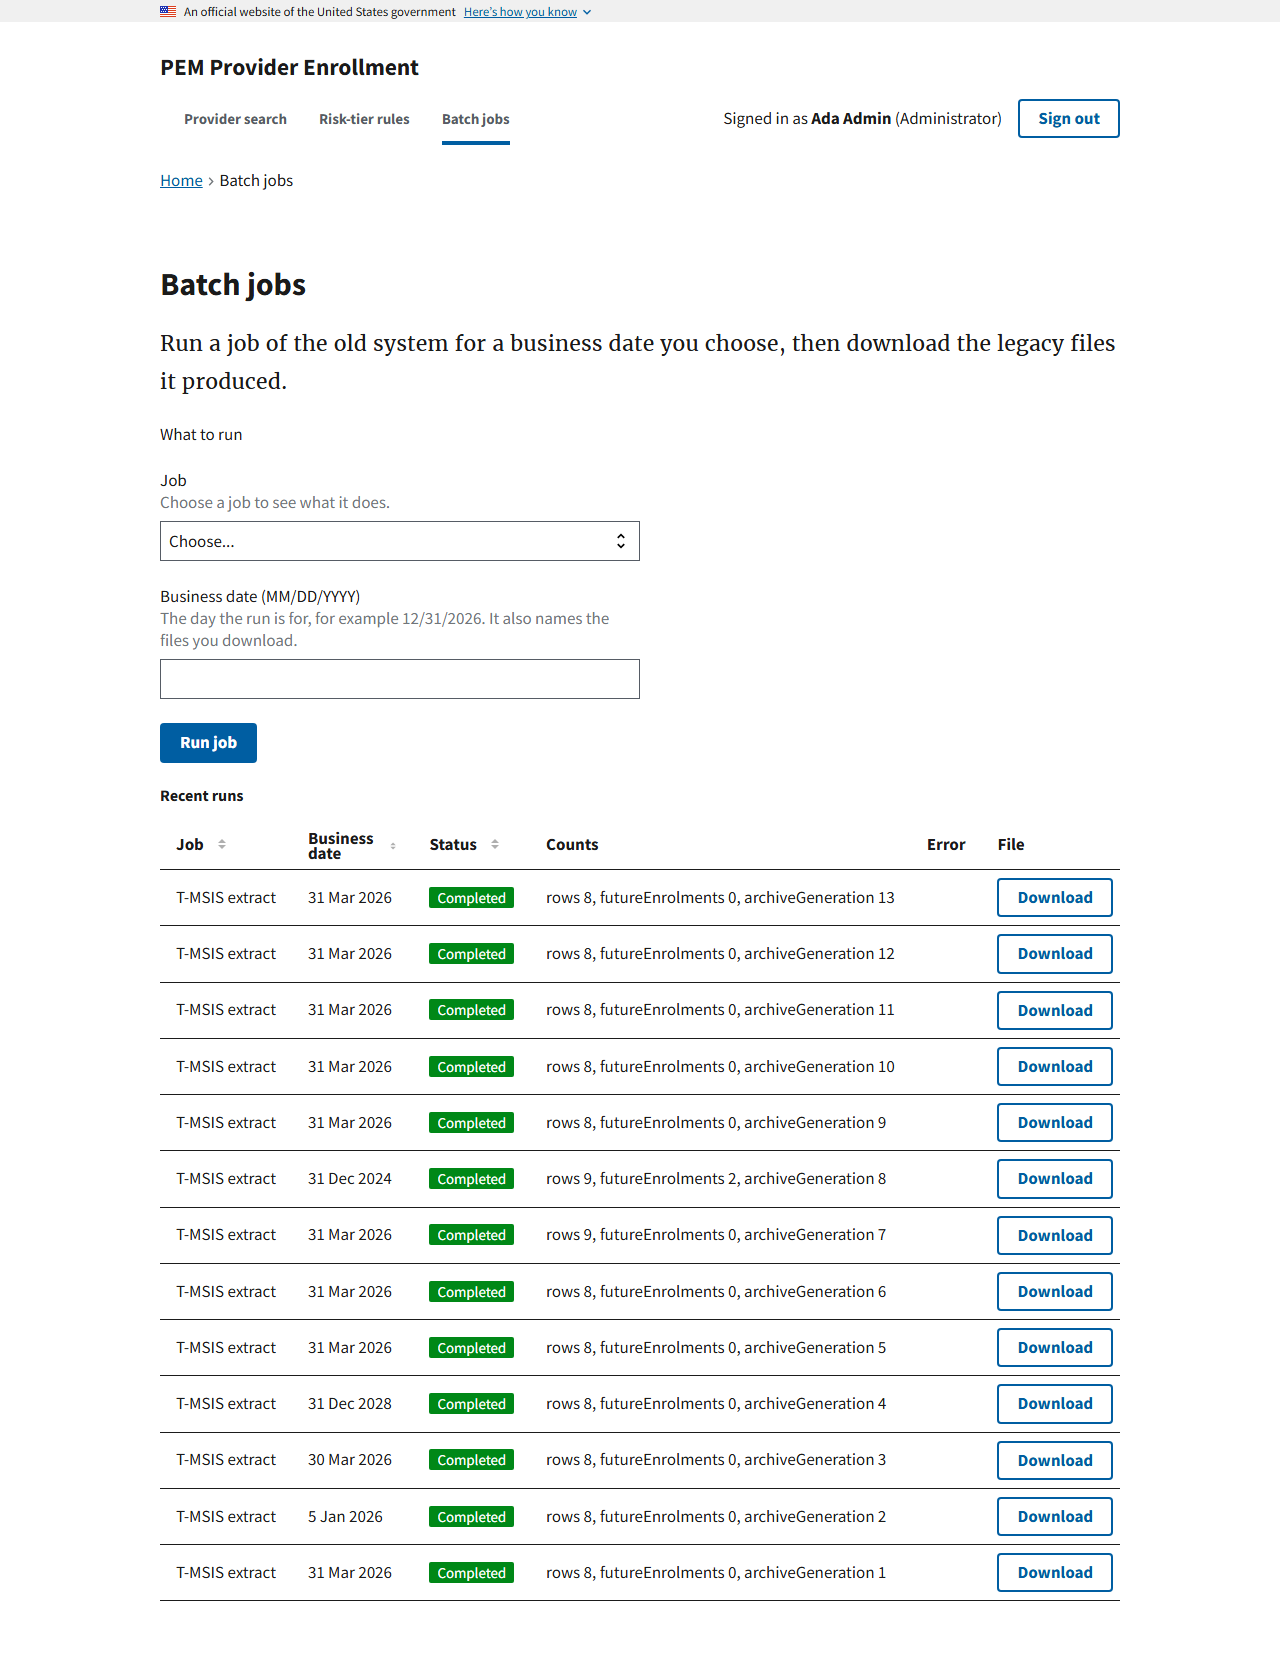 An official website of the United States government Here's how you know
PEM Provider Enrollment
Provider search Risk-tier rules Batch jobs Signed in as Ada Admin (Administrator) Sign out
Home › Batch jobs
Batch jobs
Run a job of the old system for a business date you choose, then download the legacy files
it produced.
What to run
Job
Choose a job to see what it does.
Choose...
Business date (MM/DD/YYYY)
The day the run is for, for example 12/31/2026. It also names the
files you download.
Run job
Recent runs
Job Business date Status Counts Error File
T-MSIS extract 31 Mar 2026 Completed rows 8, futureEnrolments 0, archiveGeneration 13 Download
T-MSIS extract 31 Mar 2026 Completed rows 8, futureEnrolments 0, archiveGeneration 12 Download
T-MSIS extract 31 Mar 2026 Completed rows 8, futureEnrolments 0, archiveGeneration 11 Download
T-MSIS extract 31 Mar 2026 Completed rows 8, futureEnrolments 0, archiveGeneration 10 Download
T-MSIS extract 31 Mar 2026 Completed rows 8, futureEnrolments 0, archiveGeneration 9 Download
T-MSIS extract 31 Dec 2024 Completed rows 9, futureEnrolments 2, archiveGeneration 8 Download
T-MSIS extract 31 Mar 2026 Completed rows 9, futureEnrolments 0, archiveGeneration 7 Download
T-MSIS extract 31 Mar 2026 Completed rows 8, futureEnrolments 0, archiveGeneration 6 Download
T-MSIS extract 31 Mar 2026 Completed rows 8, futureEnrolments 0, archiveGeneration 5 Download
T-MSIS extract 31 Dec 2028 Completed rows 8, futureEnrolments 0, archiveGeneration 4 Download
T-MSIS extract 30 Mar 2026 Completed rows 8, futureEnrolments 0, archiveGeneration 3 Download
T-MSIS extract 5 Jan 2026 Completed rows 8, futureEnrolments 0, archiveGeneration 2 Download
T-MSIS extract 31 Mar 2026 Completed rows 8, futureEnrolments 0, archiveGeneration 1 Download